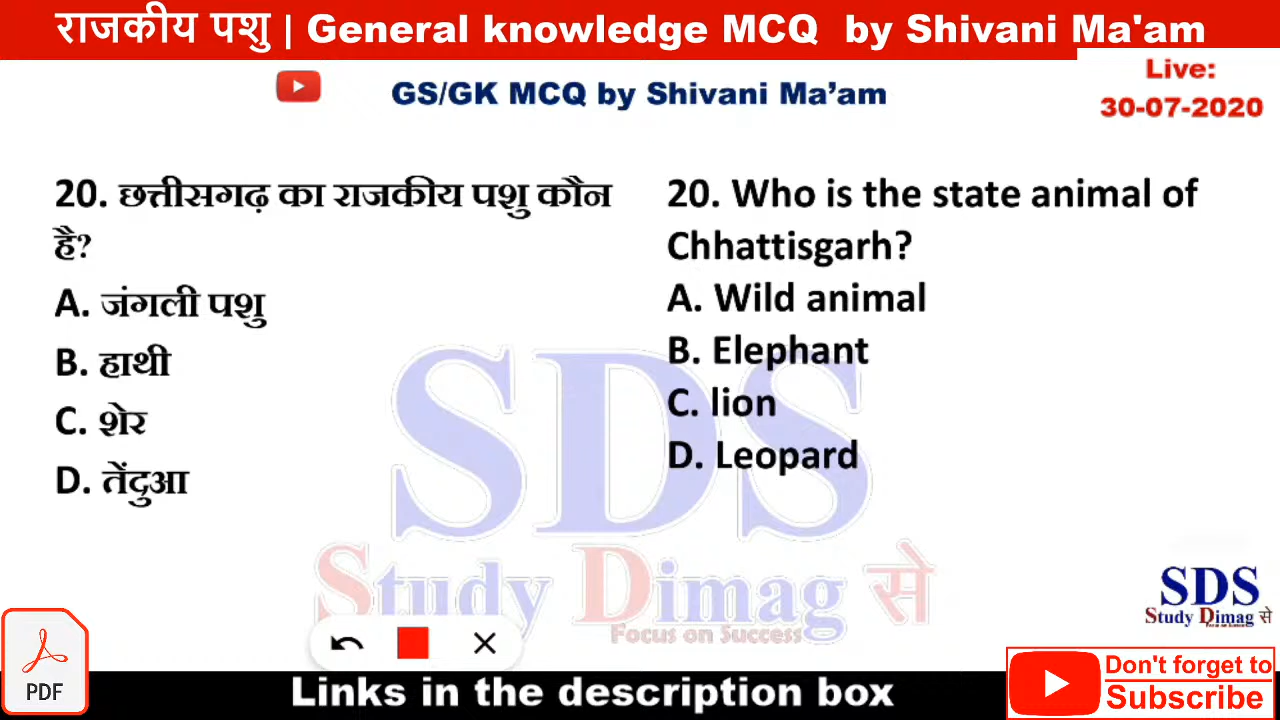 राजकीय पशु | General knowledge MCQ by Shivani Ma'am
Live:
30-07-2020
GS/GK MCQ by Shivani Ma’am
20. छत्तीसगढ़ का राजकीय पशु कौन
है?
A. जंगली पशु
B. हाथी
C. शेर
D. तेंदुआ
20. Who is the state animal of
Chhattisgarh?
A. Wild animal
B. Elephant
C. lion
D. Leopard
SDS
Study Dimag से
Focus on Success
SDS
Study Dimag से
PDF
Links in the description box
Don't forget to
Subscribe